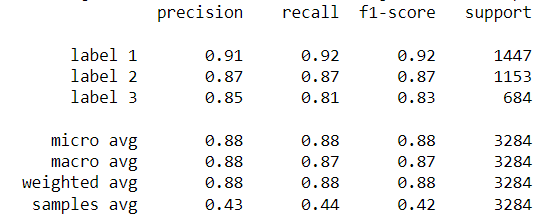 precision recall f1-score support
label 1 0.91 0.92 0.92 1447
label 2 0.87 0.87 0.87 1153
label 3 0.85 0.81 0.83 684
micro avg 0.88 0.88 0.88 3284
macro avg 0.88 0.87 0.87 3284
weighted avg 0.88 0.88 0.88 3284
samples avg 0.43 0.44 0.42 3284